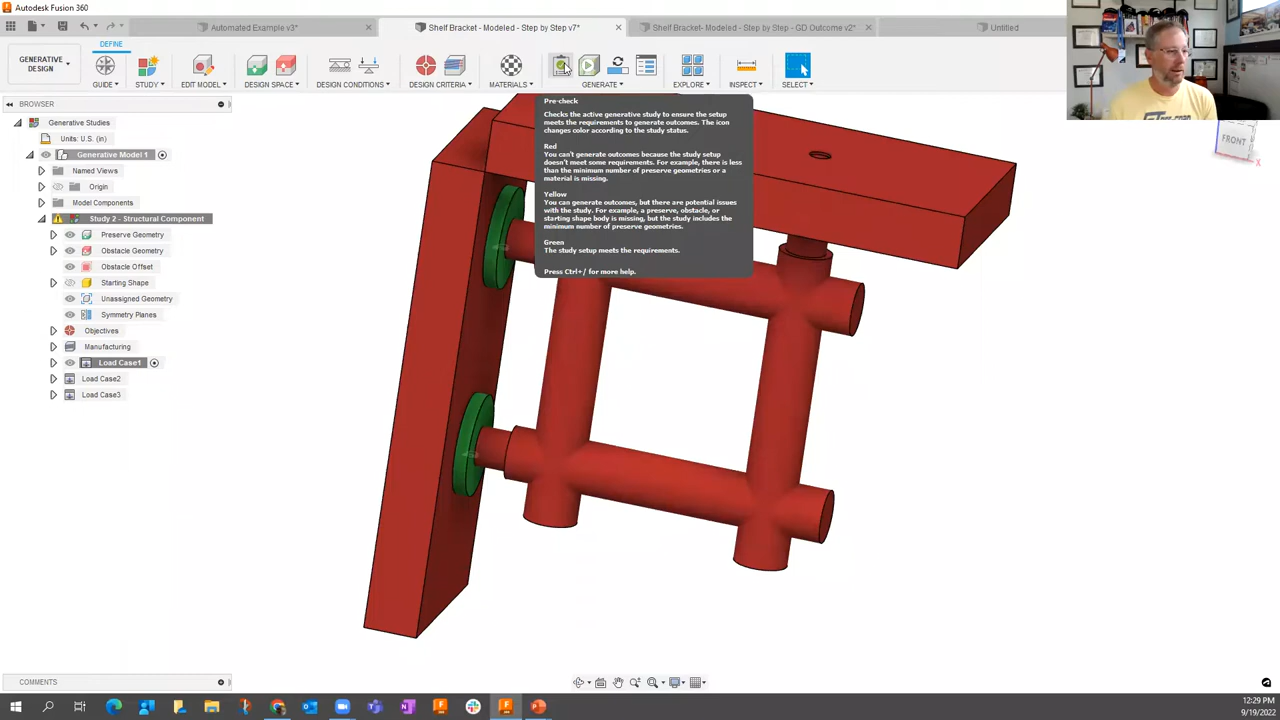 Autodesk Fusion 360
Automated Example v3*
Shelf Bracket - Modeled - Step by Step v7*
Shelf Bracket- Modeled - Step by Step - GD Outcome v2*
Untitled
DEFINE
GENERATIVE DESIGN
GUIDE
STUDY
EDIT MODEL
DESIGN SPACE
DESIGN CONDITIONS
DESIGN CRITERIA
MATERIALS
GENERATE
EXPLORE
INSPECT
SELECT
BROWSER
Generative Studies
Units: U.S. (in)
Generative Model 1
Named Views
Origin
Model Components
Study 2 - Structural Component
Preserve Geometry
Obstacle Geometry
Obstacle Offset
Starting Shape
Unassigned Geometry
Symmetry Planes
Objectives
Manufacturing
Load Case1
Load Case2
Load Case3
Pre-check
Checks the active generative study to ensure the setup
meets the requirements to generate outcomes. The icon
changes color according to the study status.
Red
You can't generate outcomes because the study setup
doesn't meet some requirements. For example, there is less
than the minimum number of preserve geometries or a
material is missing.
Yellow
You can generate outcomes, but there are potential issues
with the study. For example, a preserve, obstacle, or
starting shape body is missing, but the study includes the
minimum number of preserve geometries.
Green
The study setup meets the requirements.
Press Ctrl+/ for more help.
FRONT
X
COMMENTS
12:29 PM
9/19/2022